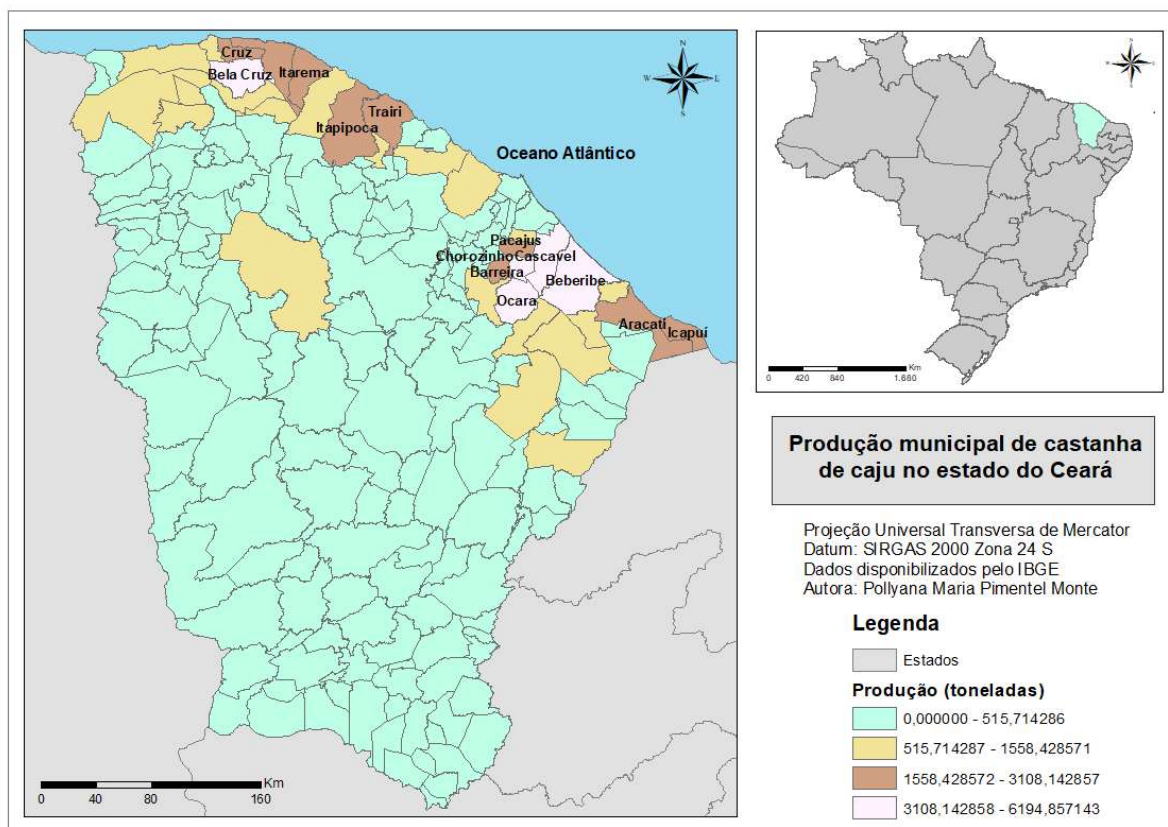 Cruz
Bela Cruz
Itarema
Trairi
Itapipoca
Oceano Atlântico
Pacajus
Chorozinho
Cascavel
Barreira
Beberibe
Ocara
Aracati
Icapuí
N
W
L
S
Km
0 40 80 160
N
W
L
S
Km
0 420 840 1.680
Produção municipal de castanha
de caju no estado do Ceará
Projeção Universal Transversa de Mercator
Datum: SIRGAS 2000 Zona 24 S
Dados disponibilizados pelo IBGE
Autora: Pollyana Maria Pimentel Monte
Legenda
Estados
Produção (toneladas)
0,000000 - 515,714286
515,714287 - 1558,428571
1558,428572 - 3108,142857
3108,142858 - 6194,857143